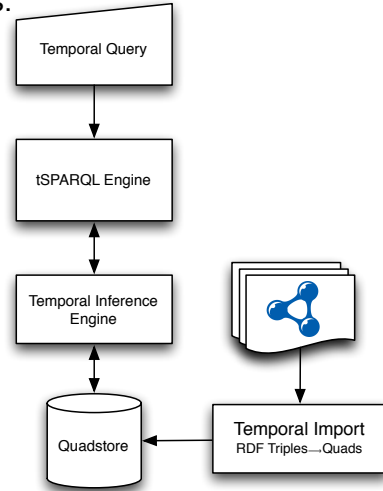 Temporal Query
tSPARQL Engine
Temporal Inference
Engine
Quadstore
Temporal Import
RDF Triples→Quads